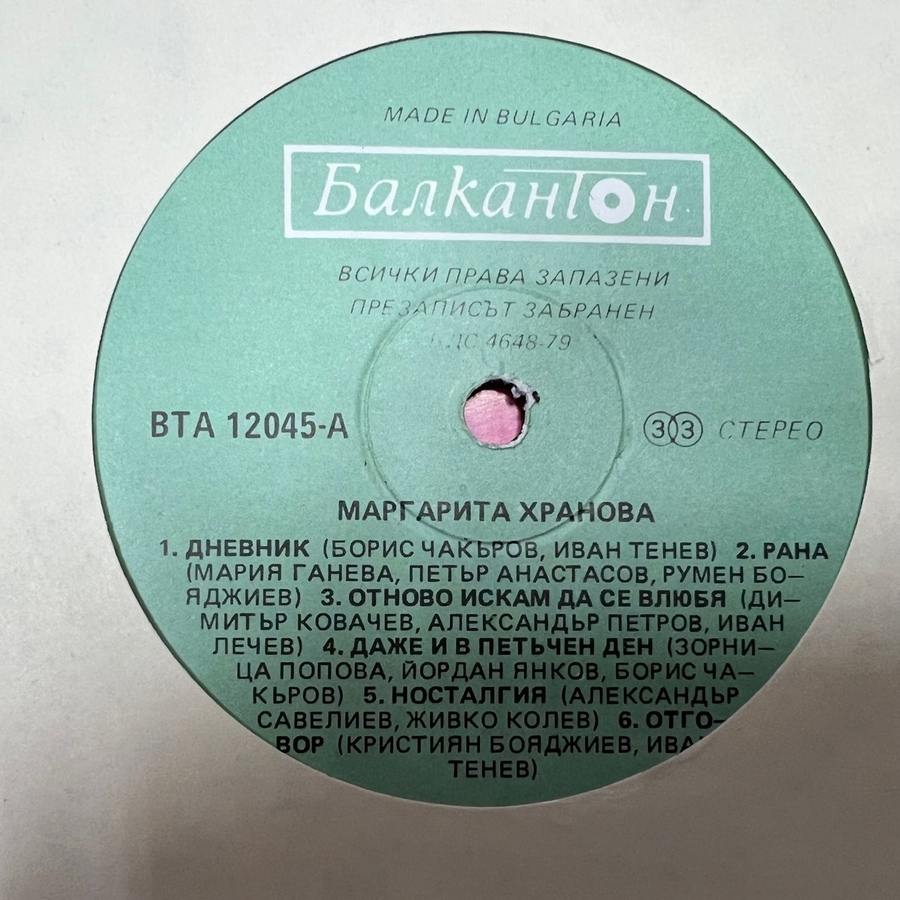 MADE IN BULGARIA
Балкантон
ВСИЧКИ ПРАВА ЗАПАЗЕНИ
ПРЕЗАПИСЪТ ЗАБРАНЕН
4648-79
ВТА 12045-А
33 СТЕРЕО
МАРГАРИТА ХРАНОВА
1. ДНЕВНИК (БОРИС ЧАКЪРОВ, ИВАН ТЕНЕВ) 2. РАНА
(МАРИЯ ГАНЕВА, ПЕТЪР АНАСТАСОВ, РУМЕН БО–
ЯДЖИЕВ) 3. ОТНОВО ИСКАМ ДА СЕ ВЛЮБЯ (ДИ–
МИТЪР КОВАЧЕВ, АЛЕКСАНДЪР ПЕТРОВ, ИВАН
ЛЕЧЕВ) 4. ДАЖЕ И В ПЕТЪЧЕН ДЕН (ЗОРНИ–
ЦА ПОПОВА, ЙОРДАН ЯНКОВ, БОРИС ЧА–
КЪРОВ) 5. НОСТАЛГИЯ (АЛЕКСАНДЪР
САВЕЛИЕВ, ЖИВКО КОЛЕВ) 6. ОТГО–
ВОР (КРИСТИЯН БОЯДЖИЕВ, ИВАН
ТЕНЕВ)